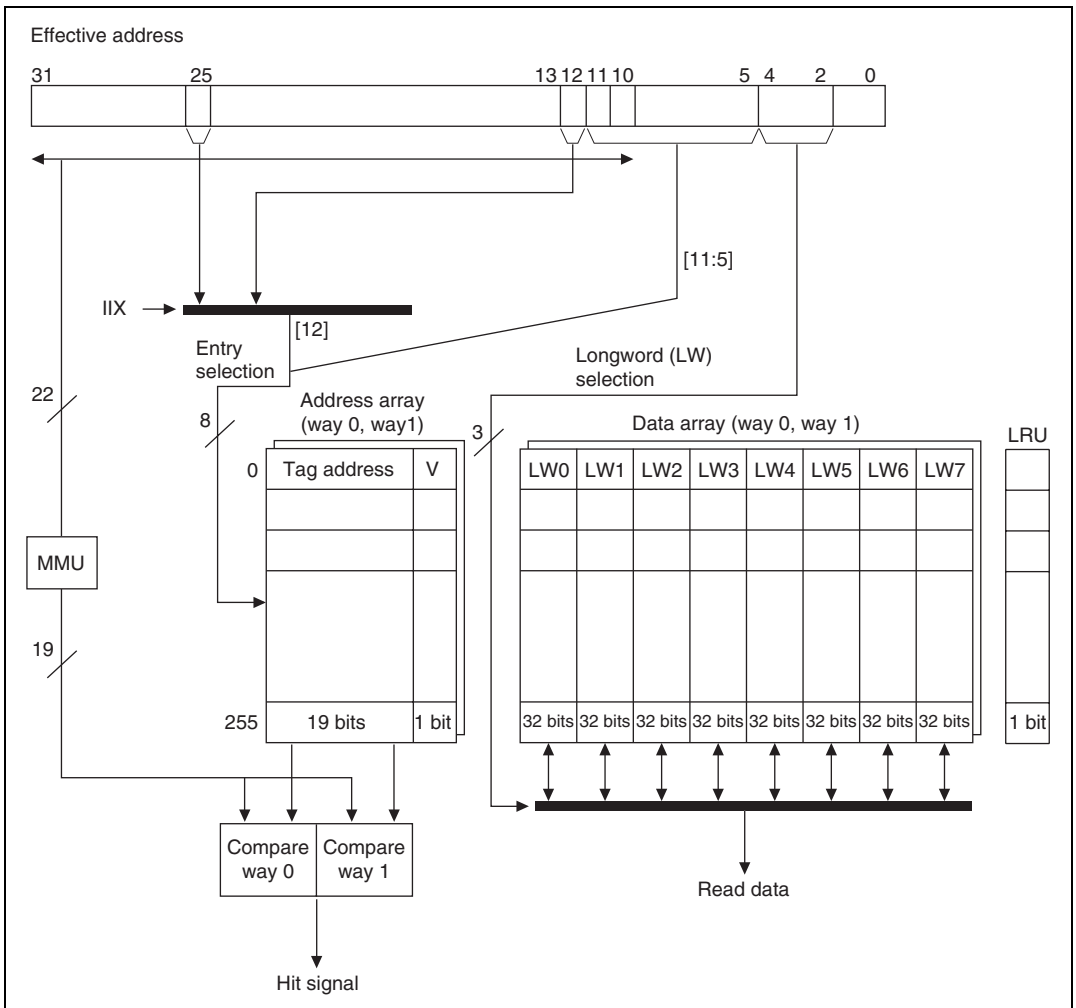 Effective address
31 25 13 12 11 10 5 4 2 0
[11:5]
IIX
[12]
Entry
selection
Longword (LW)
selection
22
8
Address array
(way 0, way1)
3
Data array (way 0, way 1)
LRU
0
Tag address V
LW0 LW1 LW2 LW3 LW4 LW5 LW6 LW7
MMU
19
255
19 bits 1 bit
32 bits 32 bits 32 bits 32 bits 32 bits 32 bits 32 bits 32 bits
1 bit
Compare
way 0
Compare
way 1
Read data
Hit signal